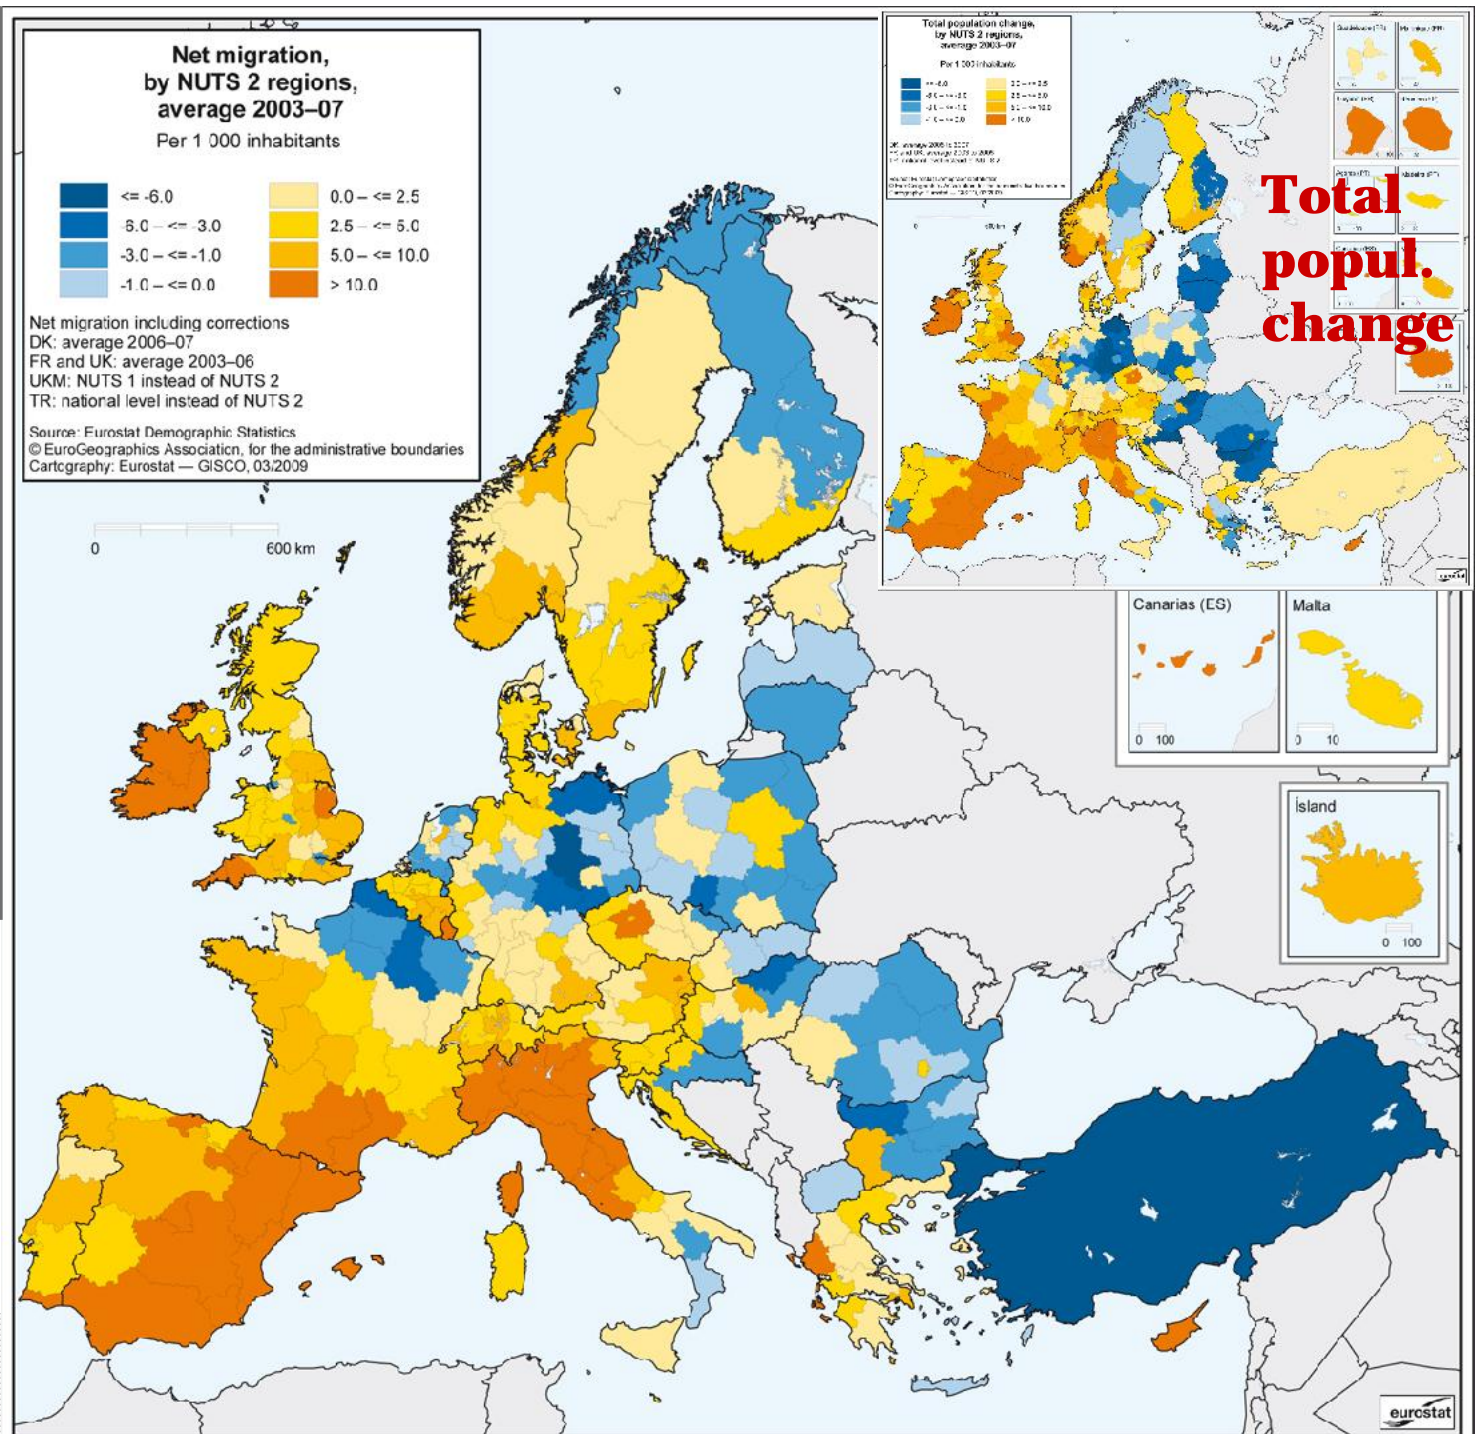 Net migration,
by NUTS 2 regions,
average 2003–07
Per 1 000 inhabitants
<= -6.0
-6.0 – <= -3.0
-3.0 – <= -1.0
-1.0 – <= 0.0
0.0 – <= 2.5
2.5 – <= 5.0
5.0 – <= 10.0
> 10.0
Net migration including corrections
DK: average 2006–07
FR and UK: average 2003–06
UKM: NUTS 1 instead of NUTS 2
TR: national level instead of NUTS 2
Source: Eurostat Demographic Statistics
© EuroGeographics Association, for the administrative boundaries
Cartography: Eurostat — GISCO, 03/2009
0 600 km
Total population change,
by NUTS 2 regions,
average 2003–07
Per 1 000 inhabitants
Total
popul.
change
eurostat
Canarias (ES)
0 100
Malta
0 10
Ísland
0 100
eurostat